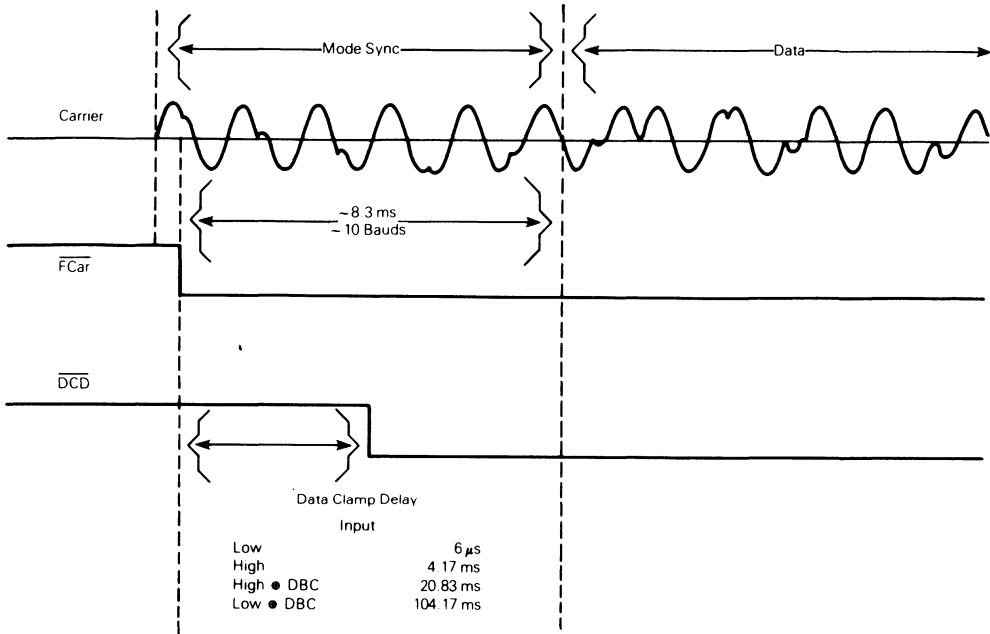 Mode Sync
Data
Carrier
~8.3 ms
~10 Bauds
FCar
DCD
Data Clamp Delay
Input
Low 6 μs
High 4.17 ms
High ⊕ DBC 20.83 ms
Low ⊕ DBC 104.17 ms